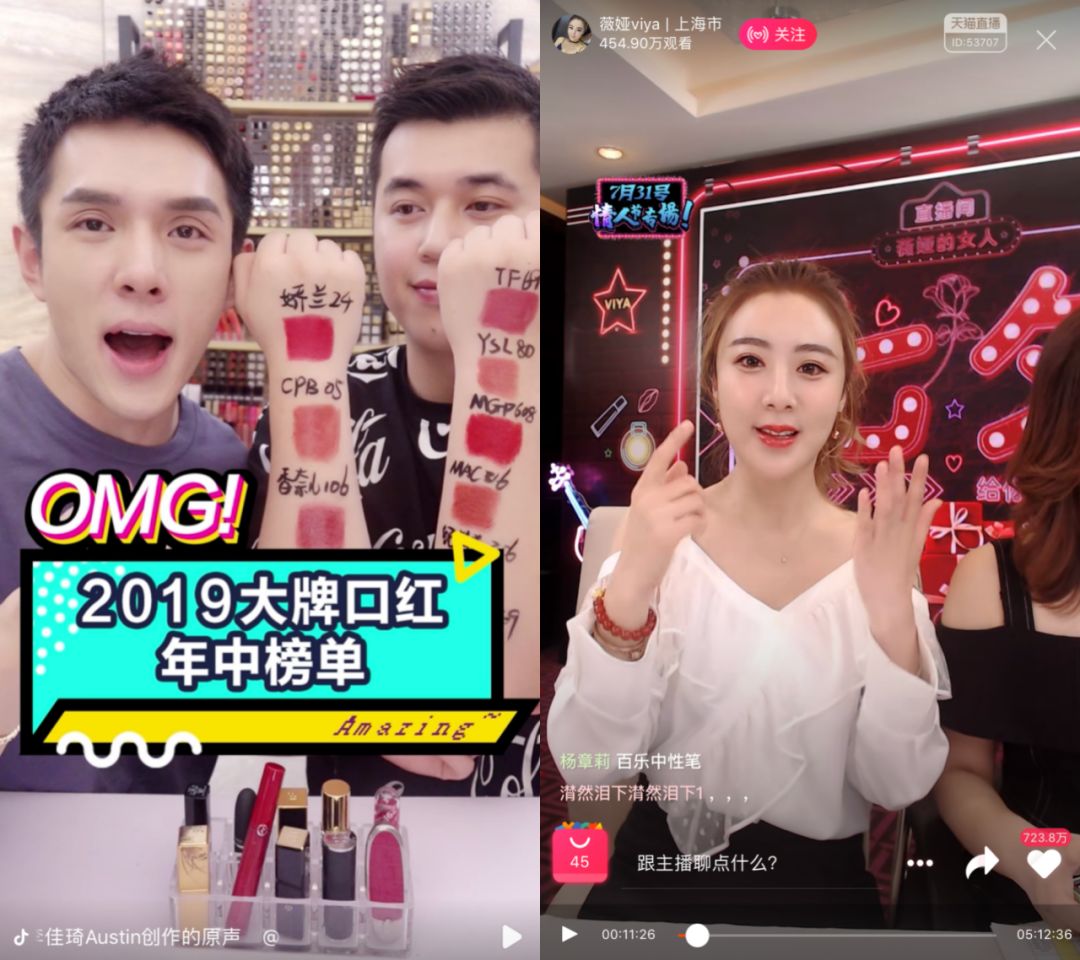 娇兰24
CPB 05
香奈儿106
TF
YSL 80
MGP 608
MAC 316
OMG!
2019大牌口红
年中榜单
Amazing~
佳琦Austin创作的原声
@
薇娅viya | 上海市
454.90万观看
关注
天猫直播
ID:53707
7月31号
情人节专场!
直播间
薇娅的女人
VIYA
杨章莉 百乐中性笔
潸然泪下潸然泪下1，，，
45
跟主播聊点什么?
723.8万
00:11:26
05:12:36